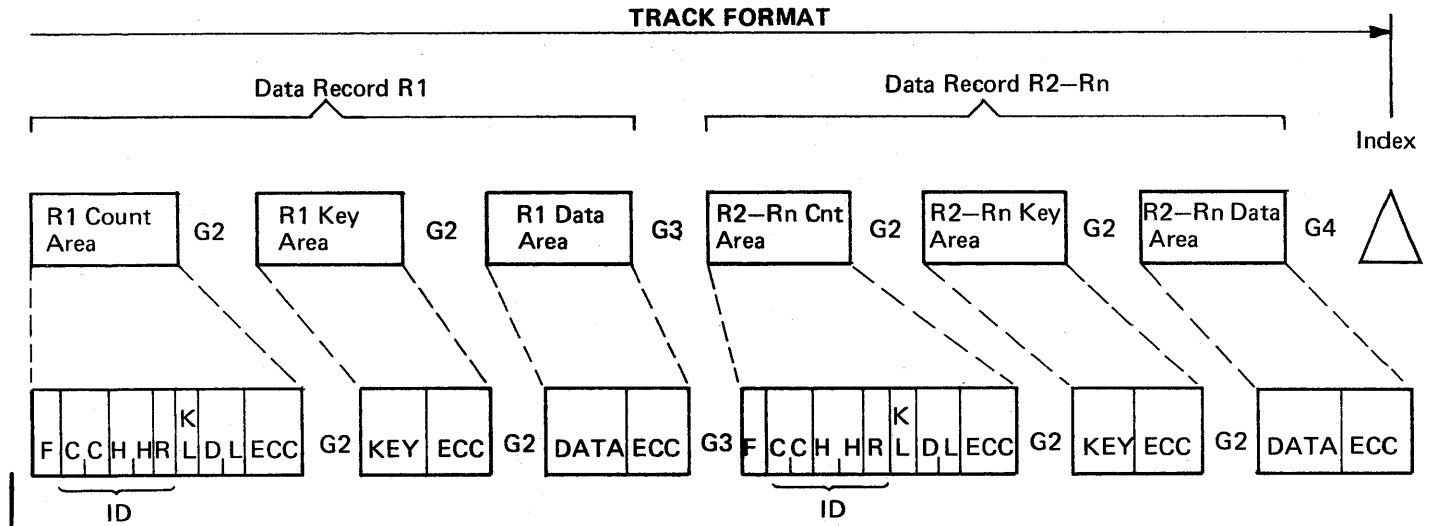 TRACK FORMAT
Data Record R1
Data Record R2—Rn
Index
R1 Count Area
G2
R1 Key Area
G2
R1 Data Area
G3
R2—Rn Cnt Area
G2
R2—Rn Key Area
G2
R2—Rn Data Area
G4
F C C H H R K L D L ECC
G2
KEY ECC
G2
DATA ECC
G3
F C C H H R K L D L ECC
G2
KEY ECC
G2
DATA ECC
ID
ID